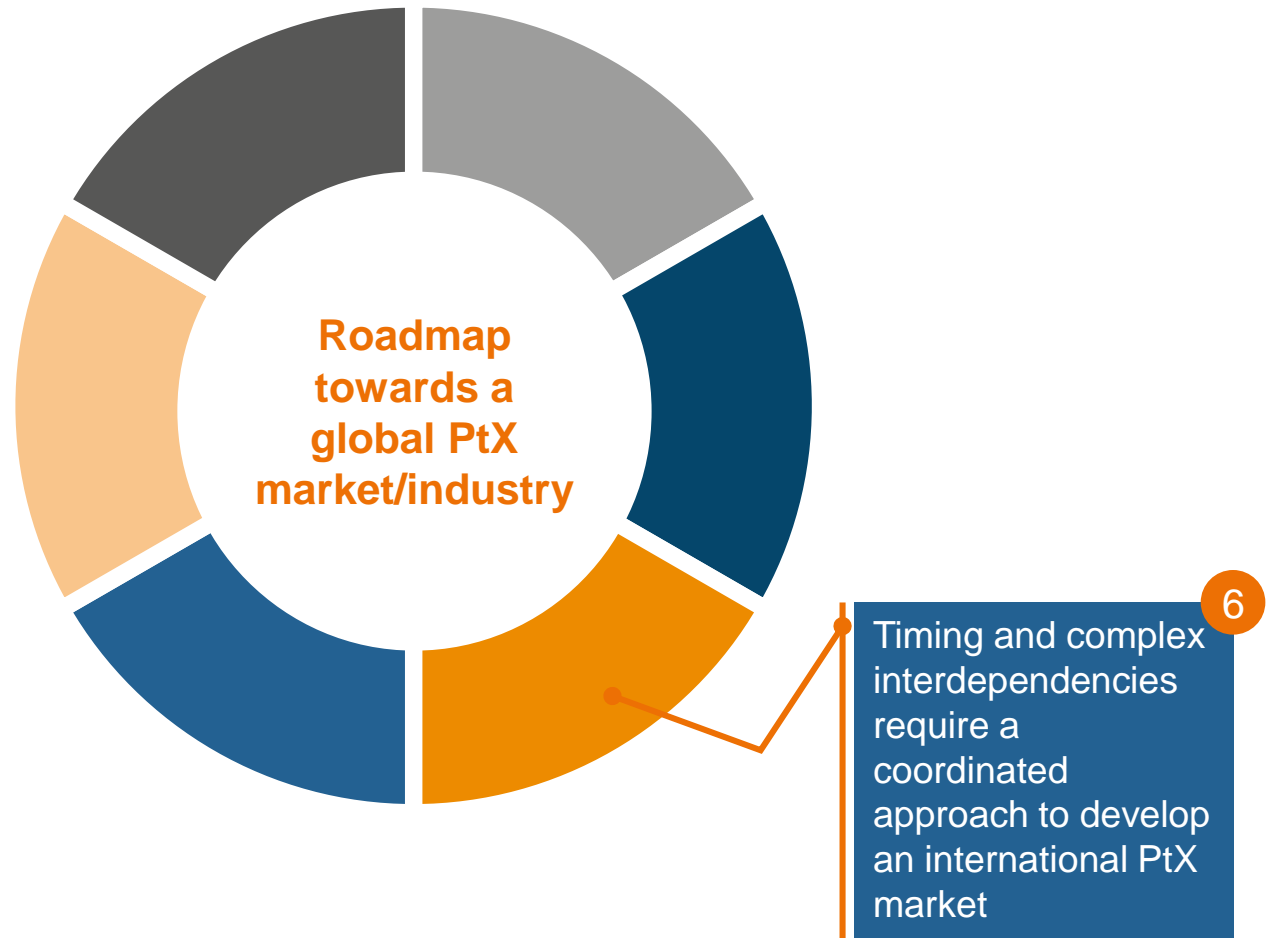 Roadmap
towards a
global PtX
market/industry
6
Timing and complex
interdependencies
require a
coordinated
approach to develop
an international PtX
market